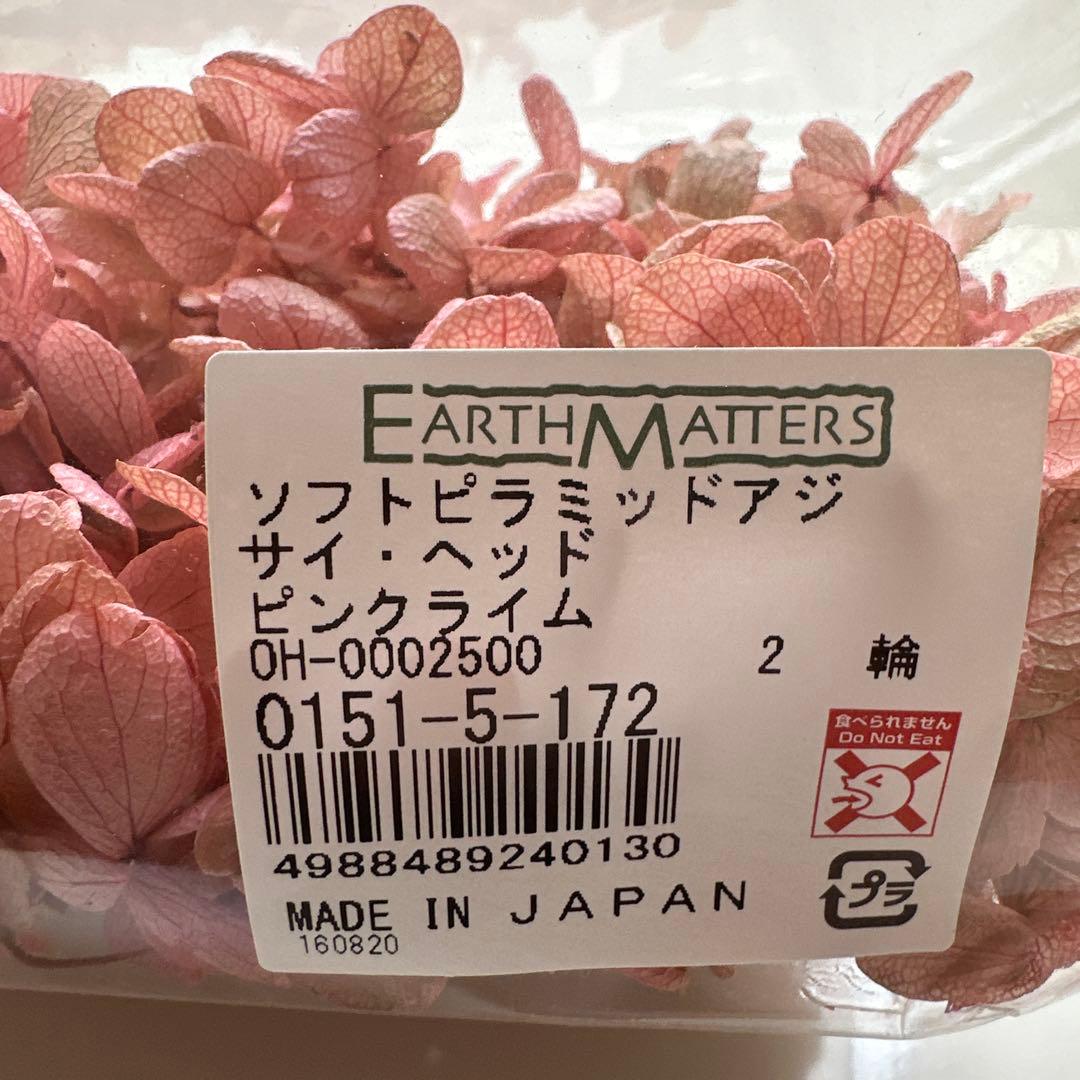 EARTH MATTERS
ソフトピラミッドアジ
サイ・ヘッド
ピンクライム
OH-0002500 2 輪
0151-5-172
食べられません
Do Not Eat
4988489240130
プラ
MADE IN JAPAN
160820